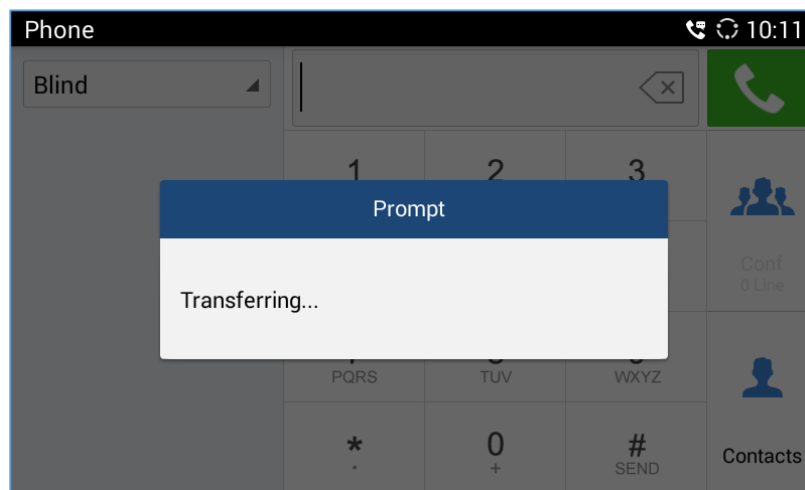 Phone
10:11
Blind
1
2
3
Prompt
Conf
0 Line
Transferring...
PQRS
TUV
WXYZ
*
0
#
.
+
SEND
Contacts